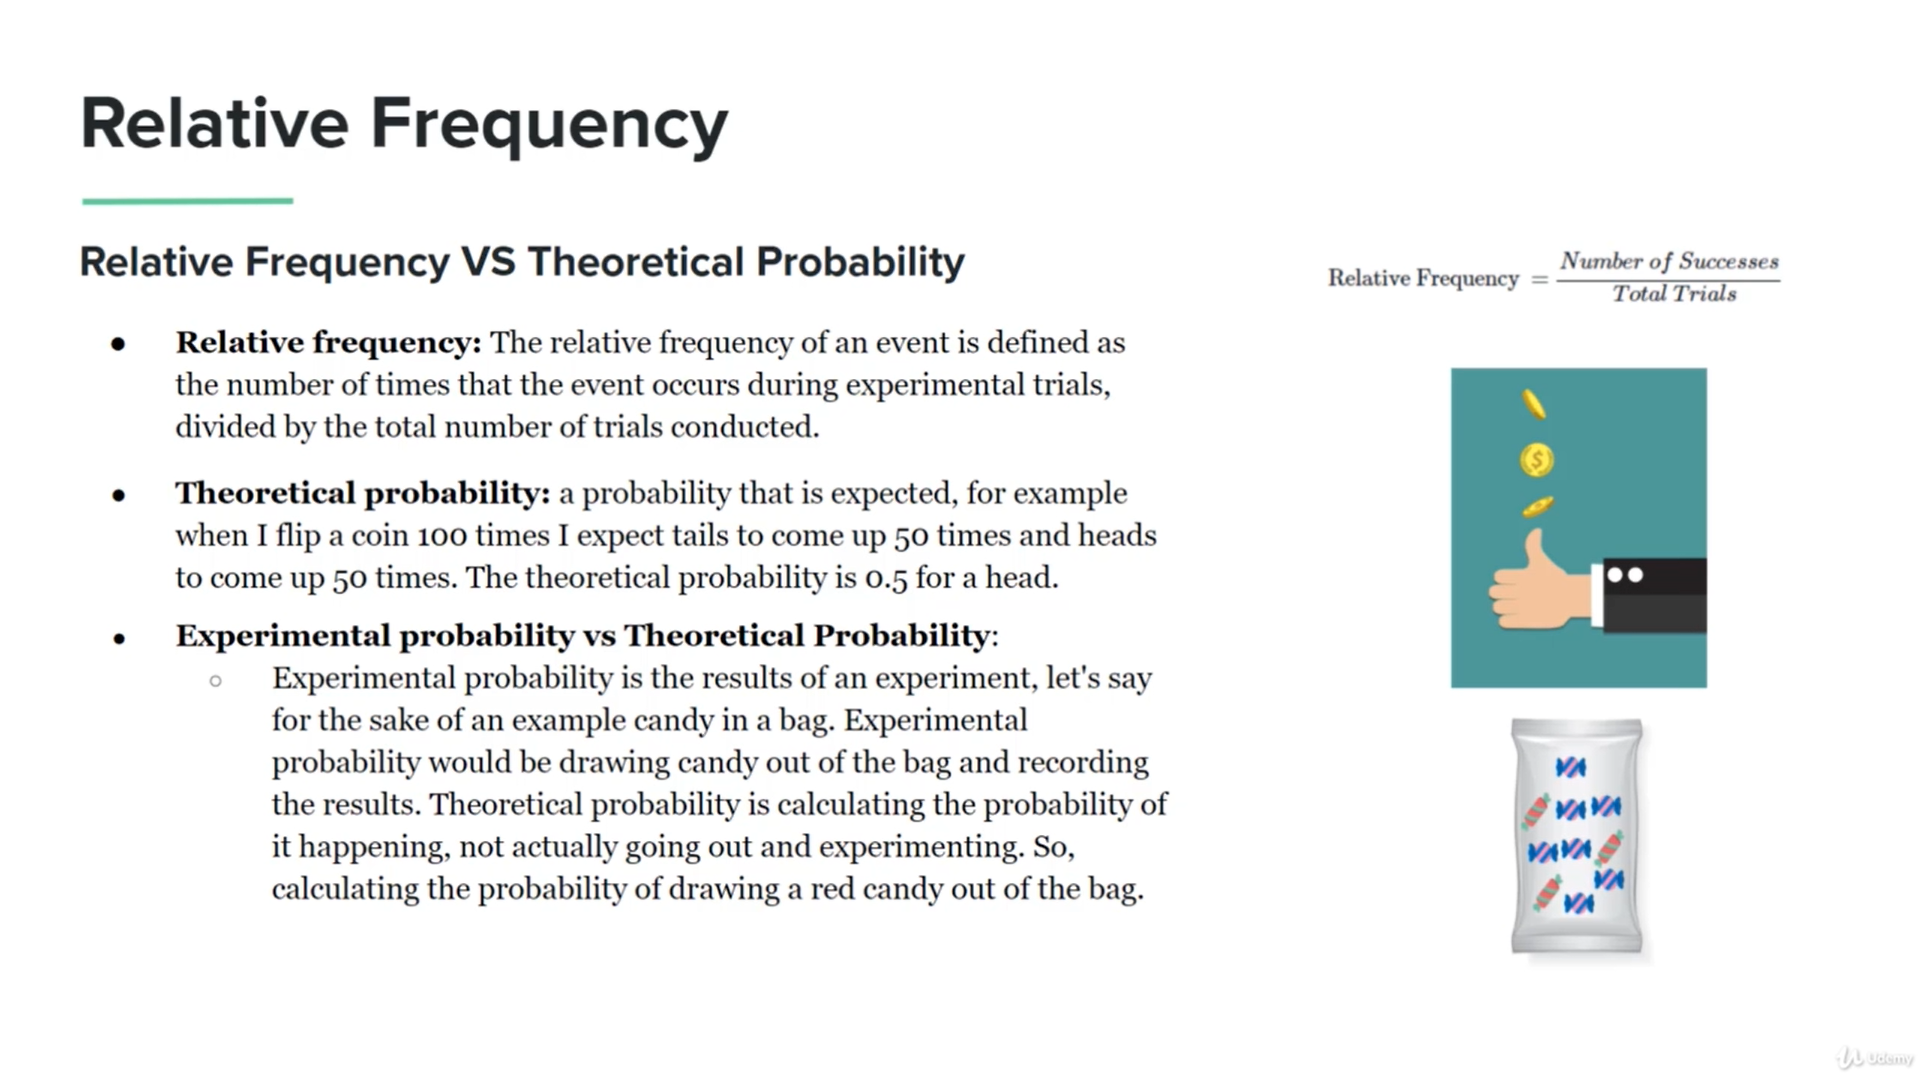 Relative Frequency
Relative Frequency VS Theoretical Probability
● Relative frequency: The relative frequency of an event is defined as
the number of times that the event occurs during experimental trials,
divided by the total number of trials conducted.
● Theoretical probability: a probability that is expected, for example
when I flip a coin 100 times I expect tails to come up 50 times and heads
to come up 50 times. The theoretical probability is 0.5 for a head.
● Experimental probability vs Theoretical Probability:
○ Experimental probability is the results of an experiment, let's say
for the sake of an example candy in a bag. Experimental
probability would be drawing candy out of the bag and recording
the results. Theoretical probability is calculating the probability of
it happening, not actually going out and experimenting. So,
calculating the probability of drawing a red candy out of the bag.
Relative Frequency = Number of Successes
Total Trials
$
Udemy